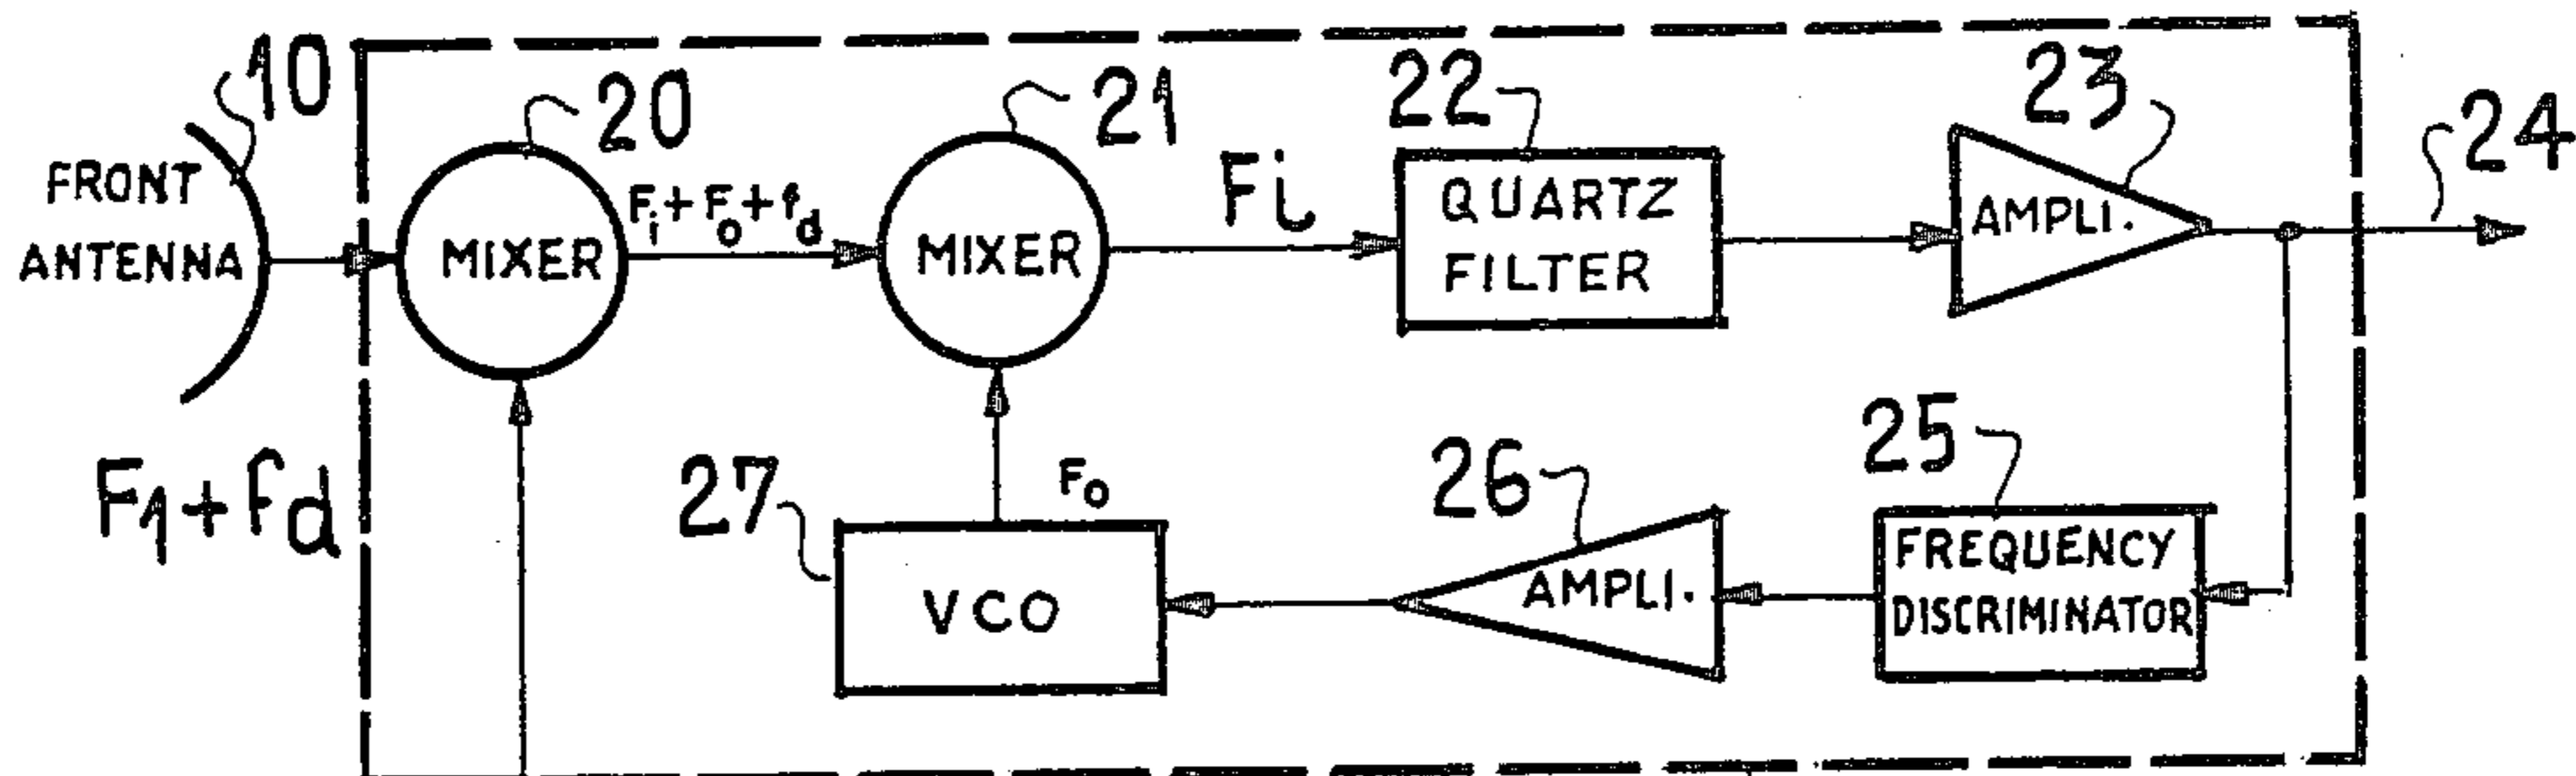 10
FRONT
ANTENNA
F1+fd
20
MIXER
Fi+Fo+fd
21
MIXER
Fi
22
QUARTZ
FILTER
23
AMPLI.
24
25
FREQUENCY
DISCRIMINATOR
26
AMPLI.
27
VCO
Fo